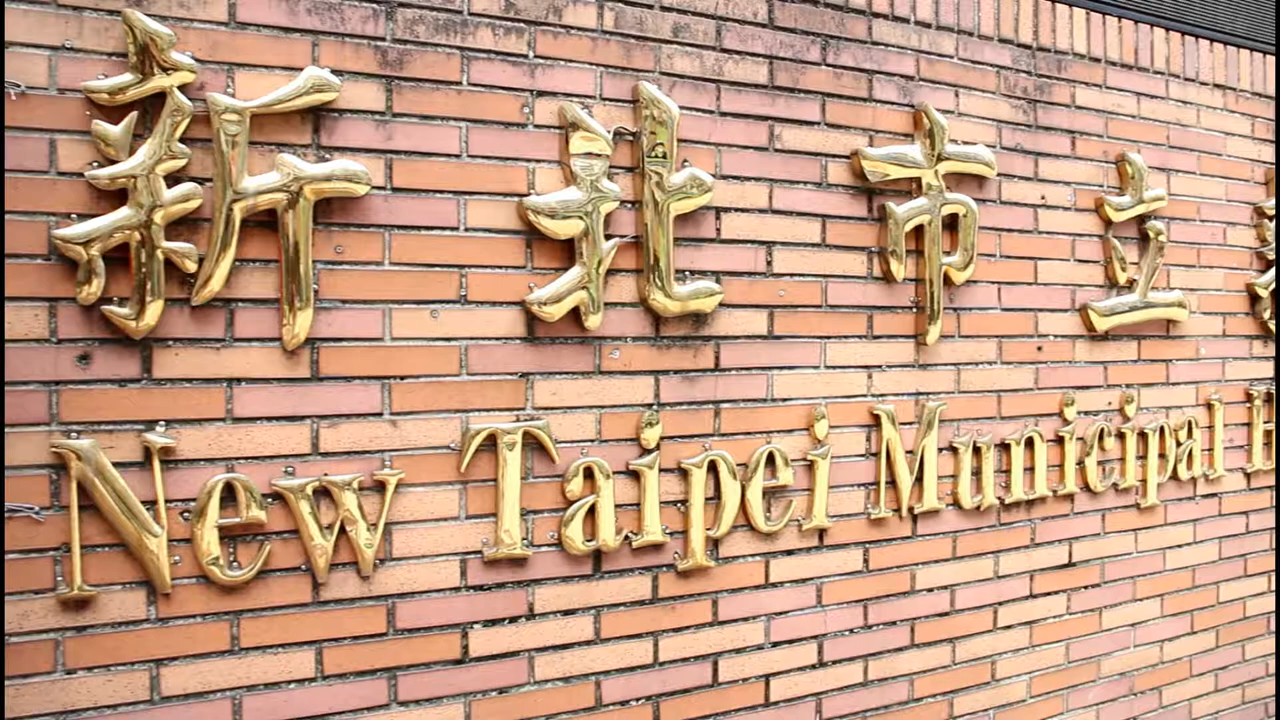 新北市立
New Taipei Municipal H